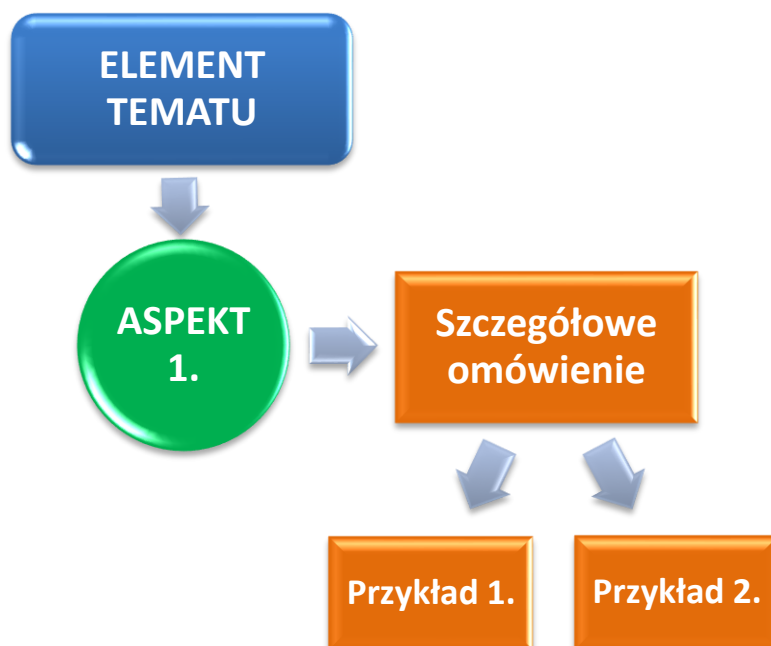 ELEMENT
TEMATU
ASPEKT
1.
Szczegółowe
omówienie
Przykład 1.
Przykład 2.